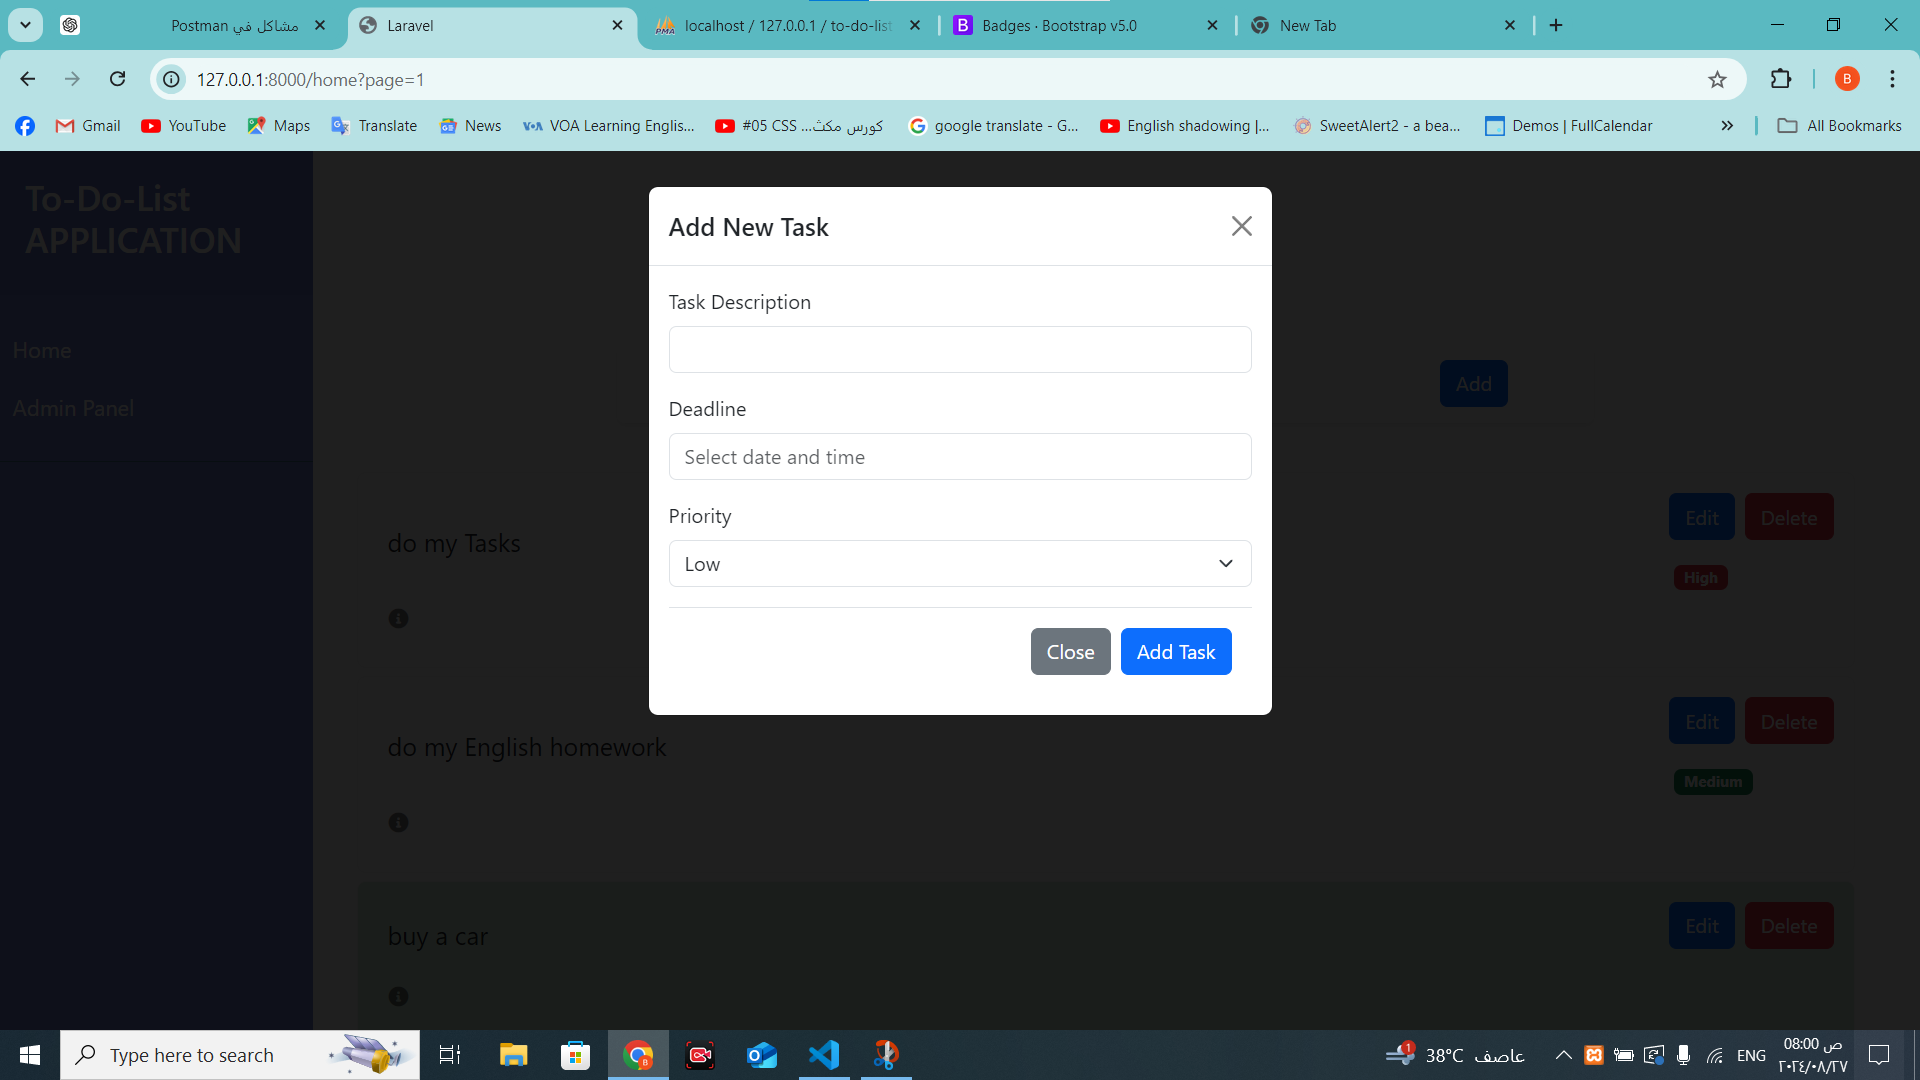 Postman مشاكل في
Laravel
localhost / 127.0.0.1 / to-do-list
Badges · Bootstrap v5.0
New Tab
127.0.0.1:8000/home?page=1
B
Gmail
YouTube
Maps
Translate
News
VOA Learning Englis...
#05 CSS ...كورس مكث
google translate - G...
English shadowing |...
SweetAlert2 - a bea...
Demos | FullCalendar
All Bookmarks
To-Do-List
APPLICATION
Home
Admin Panel
Add New Task
Task Description
Deadline
Select date and time
Priority
Low
Close
Add Task
Add
do my Tasks
Edit
Delete
High
do my English homework
Edit
Delete
Medium
buy a car
Edit
Delete
Type here to search
38°C عاصف
ENG
08:00 ص
٢٠٢٤/٠٨/٢٧